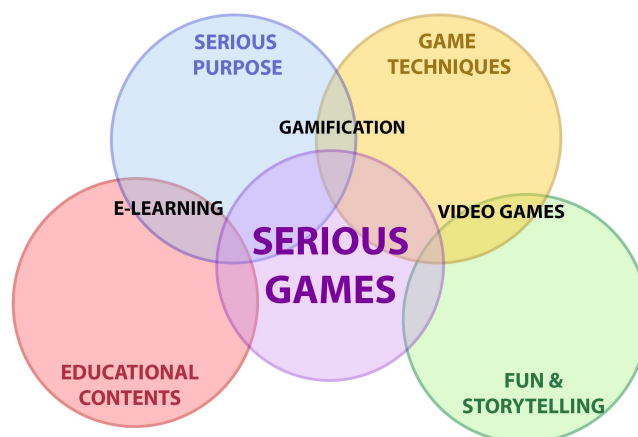 SERIOUS
PURPOSE
GAME
TECHNIQUES
GAMIFICATION
E-LEARNING
VIDEO GAMES
SERIOUS
GAMES
EDUCATIONAL
CONTENTS
FUN &
STORYTELLING